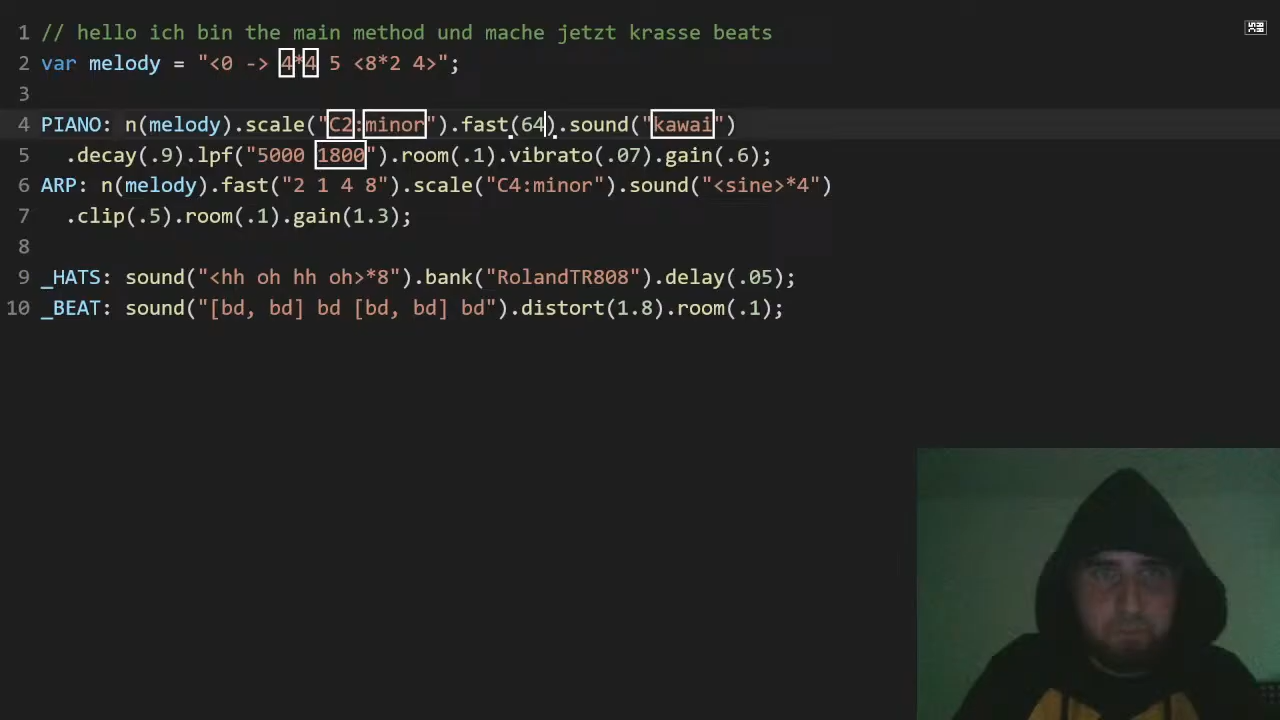 1 // hello ich bin the main method und mache jetzt krasse beats
2 var melody = "<0 -> 4*4 5 <8*2 4>";
3
4 PIANO: n(melody).scale("C2:minor").fast(64).sound("kawai")
5 .decay(.9).lpf("5000 1800").room(.1).vibrato(.07).gain(.6);
6 ARP: n(melody).fast("2 1 4 8").scale("C4:minor").sound("<sine>*4")
7 .clip(.5).room(.1).gain(1.3);
8
9 _HATS: sound("<hh oh hh oh>*8").bank("RolandTR808").delay(.05);
10 _BEAT: sound("[bd, bd] bd [bd, bd] bd").distort(1.8).room(.1);